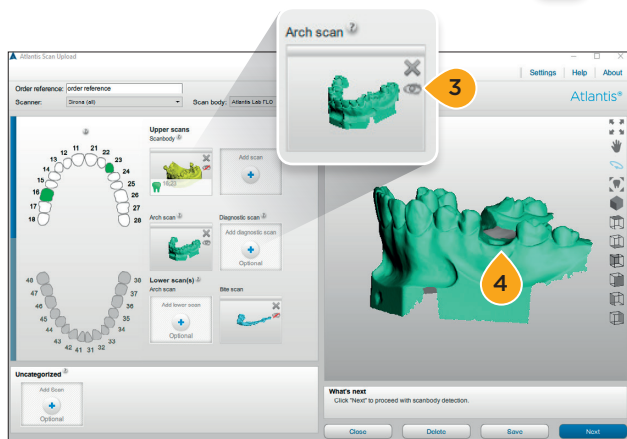 Arch scan ?
3
Atlantis Scan Upload
Settings | Help | About
Order reference: order reference
Scanner: Sirona (all)
Scan body: Atlantis Lab FLO
Atlantis®
Upper scans
Scanbody ?
16;23
Add scan
Arch scan ?
Diagnostic scan ?
Add diagnostic scan
Optional
Lower scan(s) ?
Arch scan
Bite scan
Add lower scan
Optional
12 11 21 22
13 23
14 24
15 25
16 26
17 27
18 28
48 38
47 37
46 36
45 35
44 34
43 33
42 41 31 32
4
Uncategorized ?
Add Scan
Optional
What's next
Click "Next" to proceed with scanbody detection.
Close
Delete
Save
Next